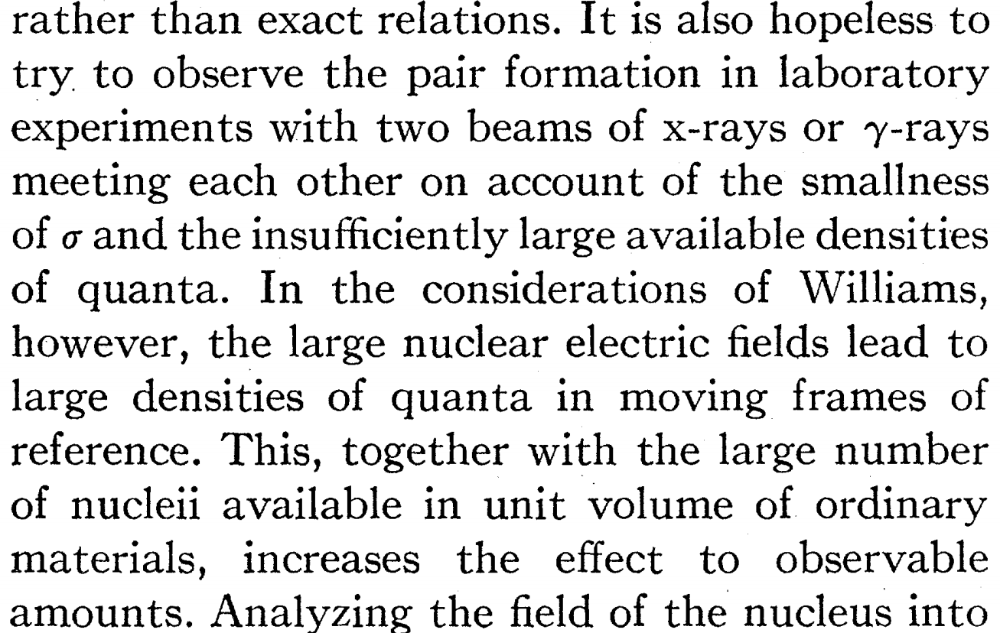 rather than exact relations. It is also hopeless to
try to observe the pair formation in laboratory
experiments with two beams of x-rays or γ-rays
meeting each other on account of the smallness
of σ and the insufficiently large available densities
of quanta. In the considerations of Williams,
however, the large nuclear electric fields lead to
large densities of quanta in moving frames of
reference. This, together with the large number
of nucleii available in unit volume of ordinary
materials, increases the effect to observable
amounts. Analyzing the field of the nucleus into